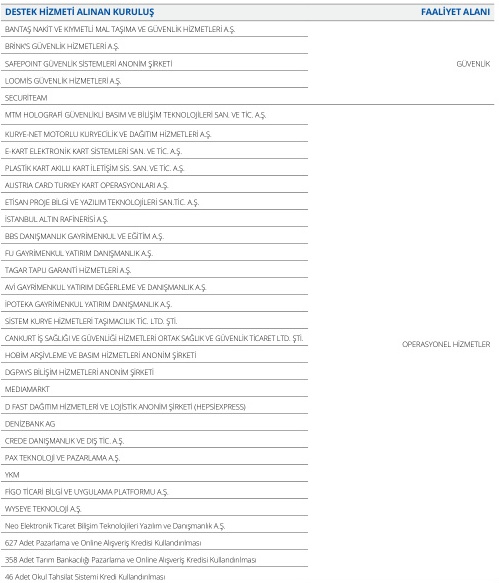 DESTEK HİZMETİ ALINAN KURULUŞ FAALİYET ALANI
BANTAŞ NAKİT VE KIYMETLİ MAL TAŞIMA VE GÜVENLİK HİZMETLERİ A.Ş.
BRİNK'S GÜVENLİK HİZMETLERİ A.Ş.
SAFEPOINT GÜVENLİK SİSTEMLERİ ANONİM ŞİRKETİ GÜVENLİK
LOOMİS GÜVENLİK HIZMETLERİ A.Ş.
SECURİTEAM
MTM HOLOGRAFİ GÜVENLİKLİ BASIM VE BİLİŞİM TEKNOLOJİLERİ SAN. VE TİC. A.Ş.
KURYE-NET MOTORLU KURYECİLİK VE DAĞITIM HİZMETLERİ A.Ş.
E-KART ELEKTRONİK KART SİSTEMLERİ SAN. VE TİC. A.Ş.
PLASTİK KART AKILLI KART İLETİŞİM SİS. SAN. VE TİC. A.Ş.
AUSTRIA CARD TURKEY KART OPERASYONLARI A.Ş.
ETİSAN PROJE BİLGİ VE YAZILIM TEKNOLOJİLERİ SAN.TİC. A.Ş.
İSTANBUL ALTIN RAFİNERİSİ A.Ş.
BBS DANIŞMANLIK GAYRİMENKUL VE EĞİTİM A.Ş.
FU GAYRİMENKUL YATIRIM DANIŞMANLIK A.Ş.
TAGAR TAPU GARANTİ HİZMETLERİ A.Ş.
AVİ GAYRİMENKUL YATIRIM DEĞERLEME VE DANIŞMANLIK A.Ş.
İPOTEKA GAYRİMENKUL YATIRIM DANIŞMANLIK A.Ş.
SİSTEM KURYE HİZMETLERİ TAŞIMACILIK TİC. LTD. ŞTİ.
CANKURT İŞ SAĞLIĞI VE GÜVENLİĞİ HİZMETLERİ ORTAK SAĞLIK VE GÜVENLİK TİCARET LTD. ŞTİ.
OPERASYONEL HİZMETLER
HOBİM ARŞİVLEME VE BASIM HİZMETLERİ ANONİM ŞİRKETİ
DGPAYS BİLİŞİM HİZMETLERİ ANONİM ŞİRKETİ
MEDIAMARKT
D FAST DAĞITIM HİZMETLERİ VE LOJİSTİK ANONİM ŞİRKETİ (HEPSİEXPRESS)
DENİZBANK AG
CREDE DANIŞMANLIK VE DIŞ TİC. A.Ş.
PAX TEKNOLOJİ VE PAZARLAMA A.Ş.
YKM
FİGO TİCARİ BİLGİ VE UYGULAMA PLATFORMU A.Ş.
WYSEYE TEKNOLOJİ A.Ş.
Neo Elektronik Ticaret Bilişim Teknolojileri Yazılım ve Danışmanlık A.Ş.
627 Adet Pazarlama ve Online Alışveriş Kredisi Kullandırılması
358 Adet Tarım Bankacılığı Pazarlama ve Online Alışveriş Kredisi Kullandırılması
46 Adet Okul Tahsilat Sistemi Kredi Kullandırılması